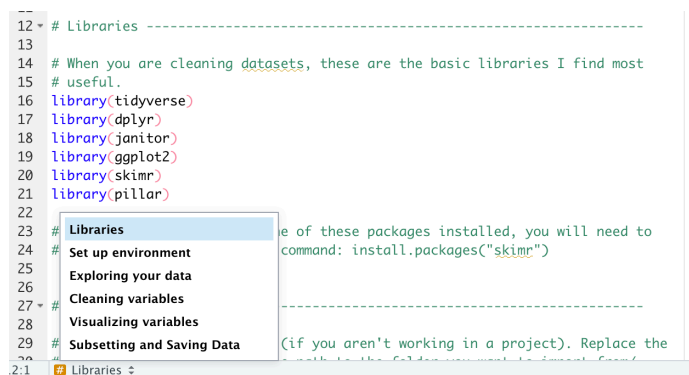 12 # Libraries ----------------------------------------------------------------
13
14 # When you are cleaning datasets, these are the basic libraries I find most
15 # useful.
16 library(tidyverse)
17 library(dplyr)
18 library(janitor)
19 library(ggplot2)
20 library(skimr)
21 library(pillar)
22
23 # of these packages installed, you will need to
24 # command: install.packages("skimr")
25
26
27 # ----------------------------------------------
28
29 # (if you aren't working in a project). Replace the
Libraries
Set up environment
Exploring your data
Cleaning variables
Visualizing variables
Subsetting and Saving Data
2:1 # Libraries